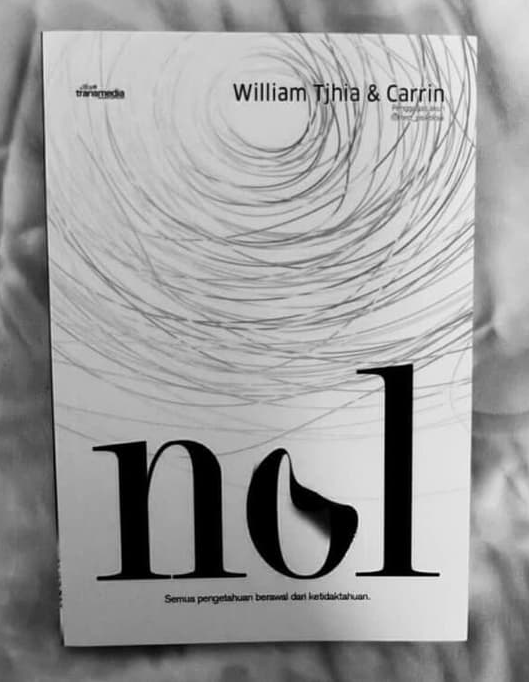 transmedia
William Tjhia & Carrin
nol
Semua pengetahuan berawal dari ketidaktahuan.